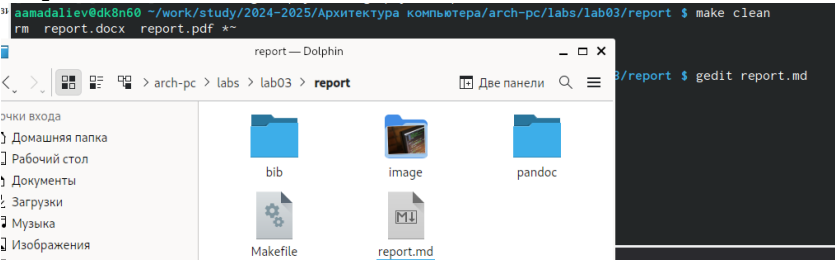 aamadaliev@dk8n60 ~/work/study/2024-2025/Архитектура компьютера/arch-pc/labs/lab03/report $ make clean
rm report.docx report.pdf *~
report — Dolphin
arch-pc > labs > lab03 > report
Две панели
3/report $ gedit report.md
очки входа
Домашняя папка
Рабочий стол
Документы
Загрузки
Музыка
Изображения
bib
image
pandoc
Makefile
report.md